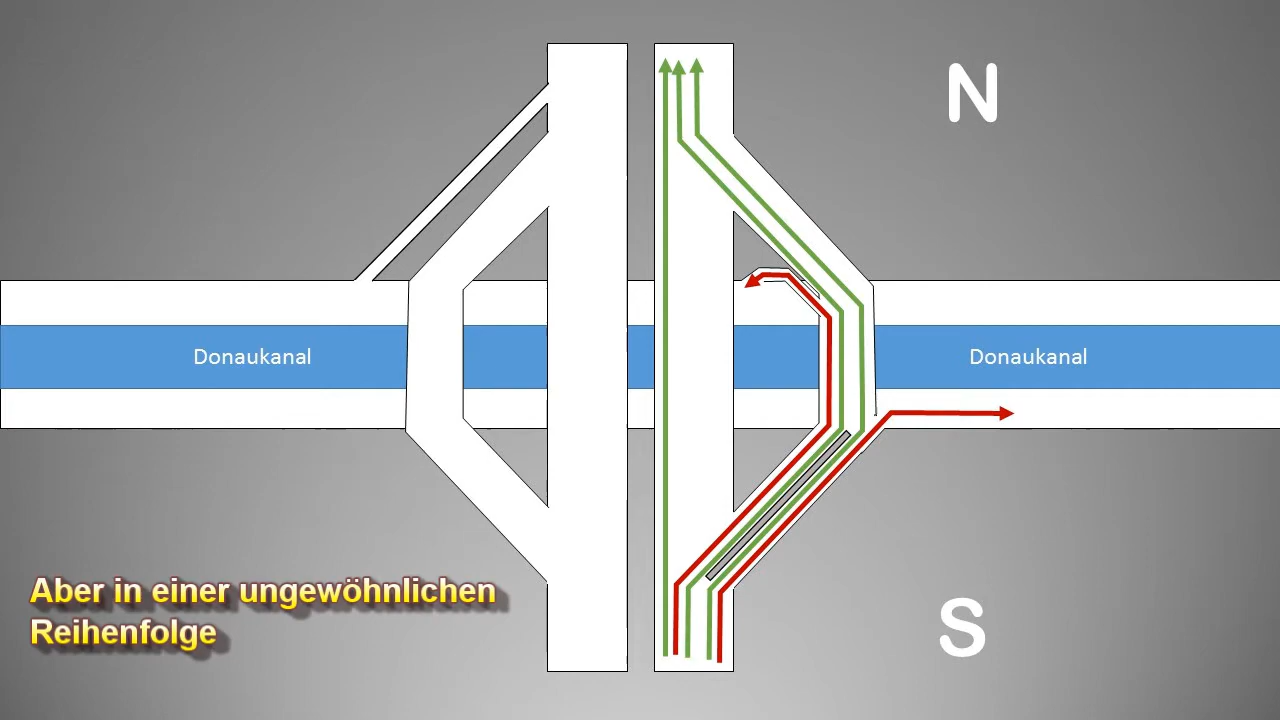 N
Donaukanal
Donaukanal
Aber in einer ungewöhnlichen
Reihenfolge
S